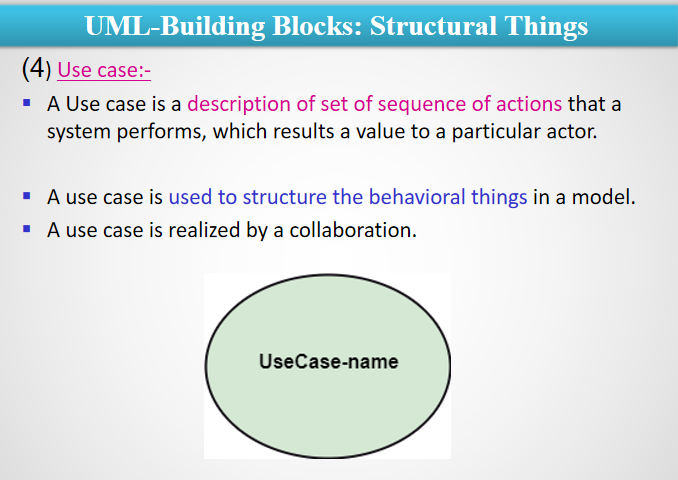 UML-Building Blocks: Structural Things
(4) Use case:-
▪ A Use case is a description of set of sequence of actions that a
system performs, which results a value to a particular actor.
▪ A use case is used to structure the behavioral things in a model.
▪ A use case is realized by a collaboration.
UseCase-name